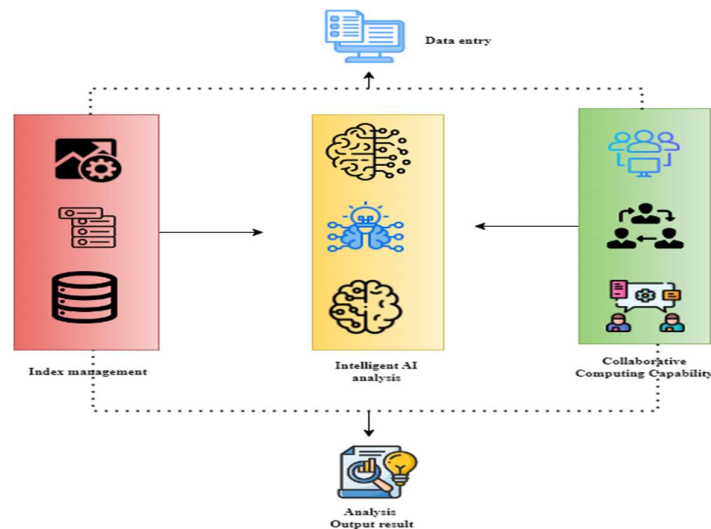 Data entry
Index management
Intelligent AI
analysis
Collaborative
Computing Capability
Analysis
Output result